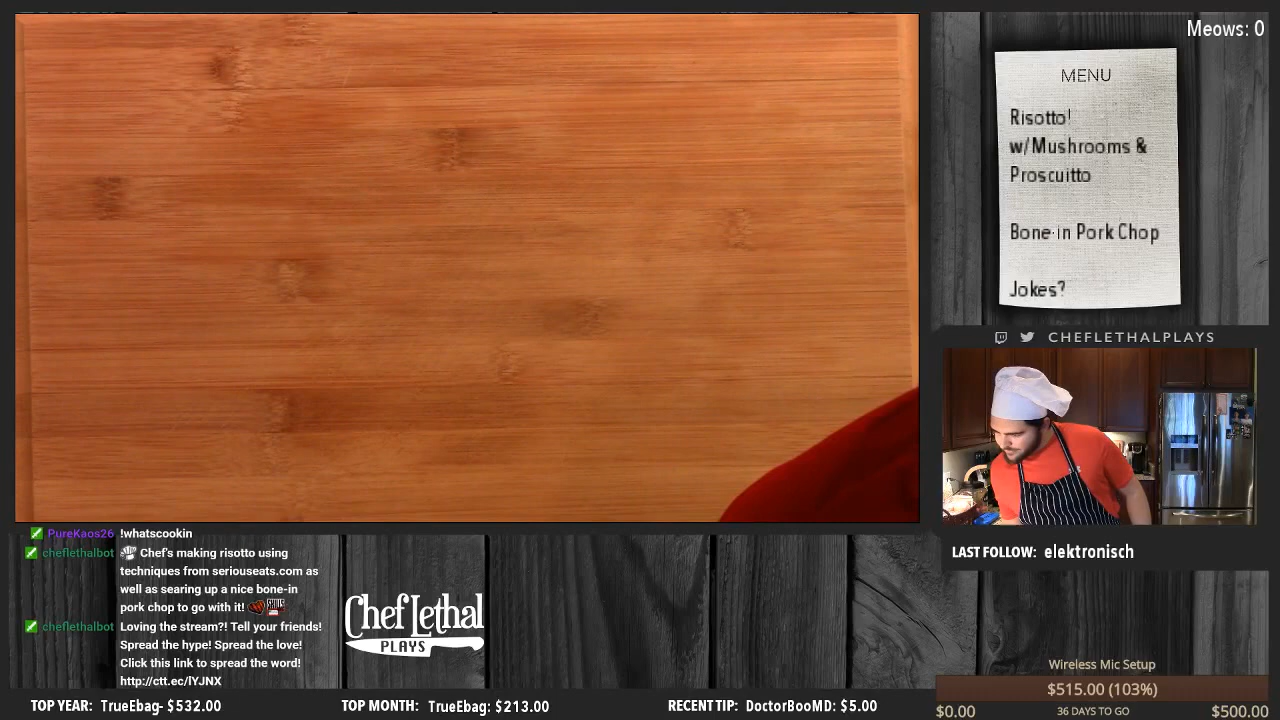 Meows: 0
MENU
Risotto!
w/Mushrooms &
Proscuitto
Bone-in Pork Chop
Jokes?
CHEFLETHALPLAYS
PureKaos26 !whatscookin
cheflethalbot Chef's making risotto using
techniques from seriouseats.com as
well as searing up a nice bone-in
pork chop to go with it!
cheflethalbot Loving the stream?! Tell your friends!
Spread the hype! Spread the love!
Click this link to spread the word!
http://ctt.ec/lYJNX
Chef Lethal
PLAYS
LAST FOLLOW: elektronisch
Wireless Mic Setup
$515.00 (103%)
$0.00 36 DAYS TO GO $500.00
TOP YEAR: TrueEbag- $532.00
TOP MONTH: TrueEbag: $213.00
RECENT TIP: DoctorBooMD: $5.00